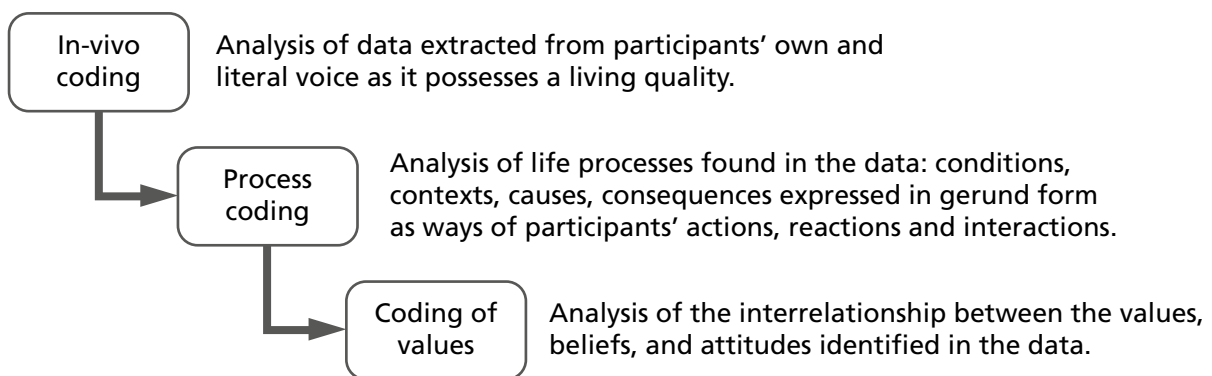 In-vivo
coding
Analysis of data extracted from participants’ own and
literal voice as it possesses a living quality.
Process
coding
Analysis of life processes found in the data: conditions,
contexts, causes, consequences expressed in gerund form
as ways of participants’ actions, reactions and interactions.
Coding of
values
Analysis of the interrelationship between the values,
beliefs, and attitudes identified in the data.